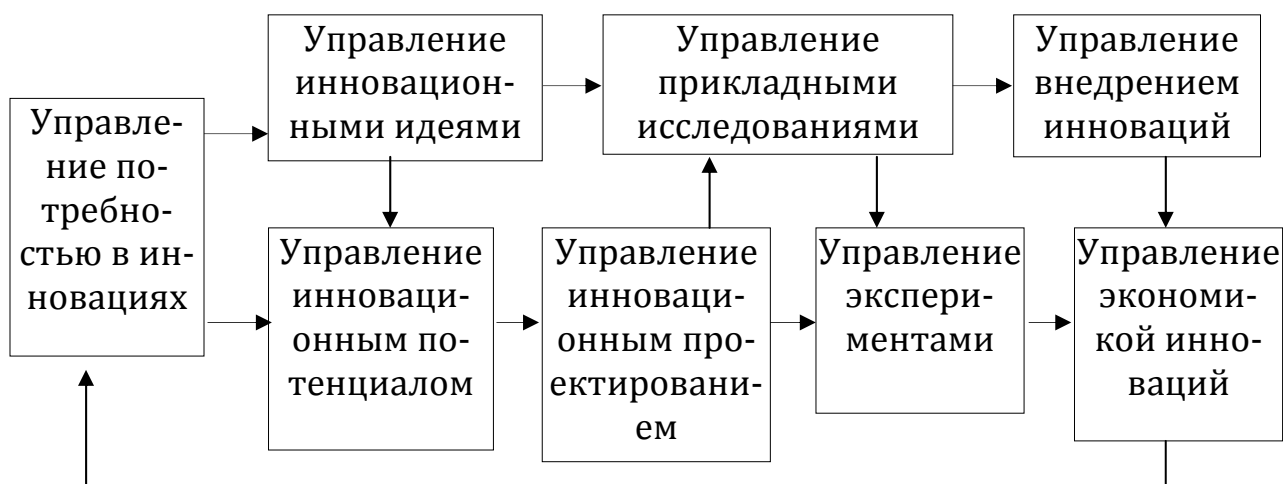 Управле-
ние по-
требно-
стью в ин-
новациях
Управление
инновацион-
ными идеями
Управление
прикладными
исследованиями
Управление
внедрением
инноваций
Управление
инноваци-
онным по-
тенциалом
Управление
инноваци-
онным про-
ектировани-
ем
Управление
экспери-
ментами
Управление
экономи-
кой инно-
ваций